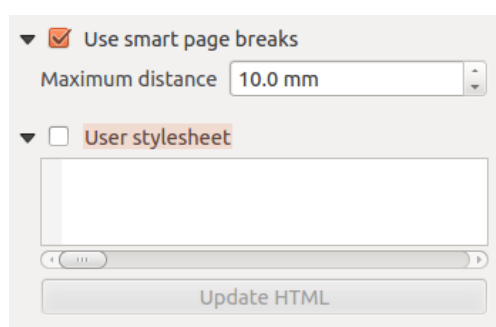 Use smart page breaks
Maximum distance 10.0 mm
User stylesheet
Update HTML